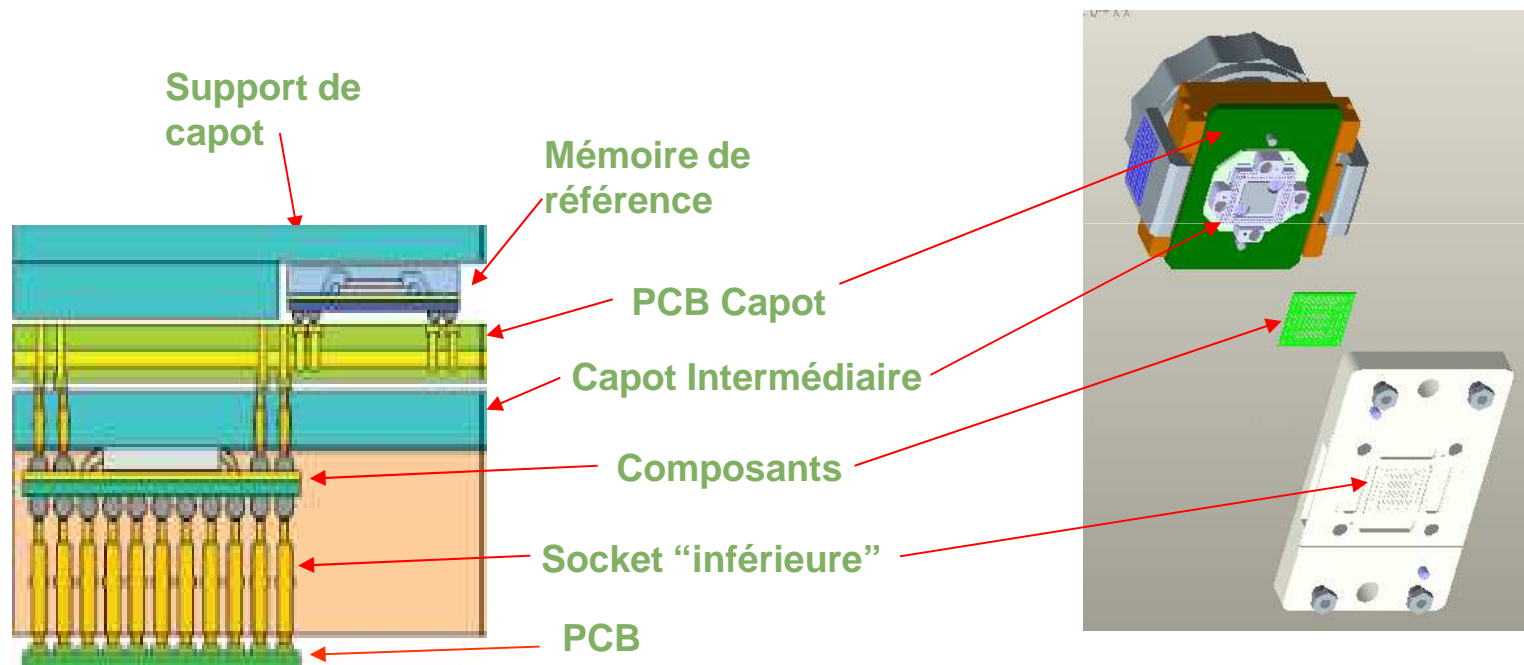 Support de
capot
Mémoire de
référence
PCB Capot
Capot Intermédiaire
Composants
Socket “inférieure”
PCB